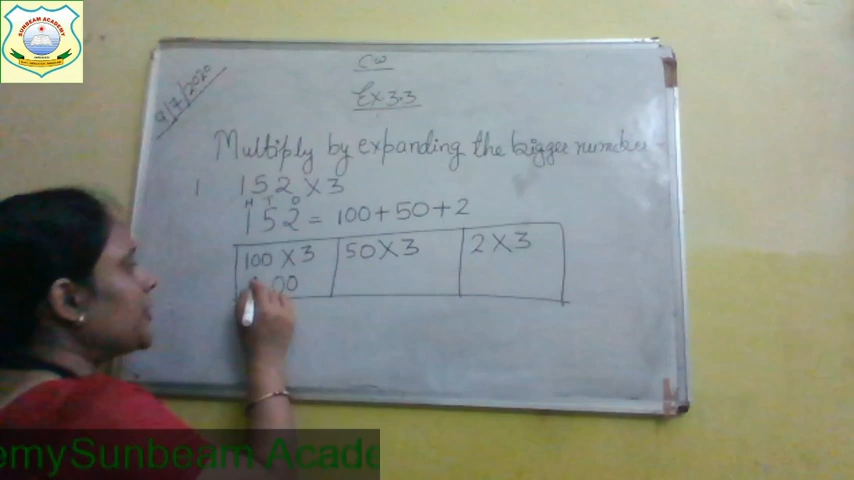 SUNBEAM ACADEMY
9/7/2020
CW
Ex 3.3
Multiply by expanding the bigger number
1 152 X 3
H T O
152 = 100 + 50 + 2
100 X 3 50 X 3 2 X 3
00
emySunbeam Acade